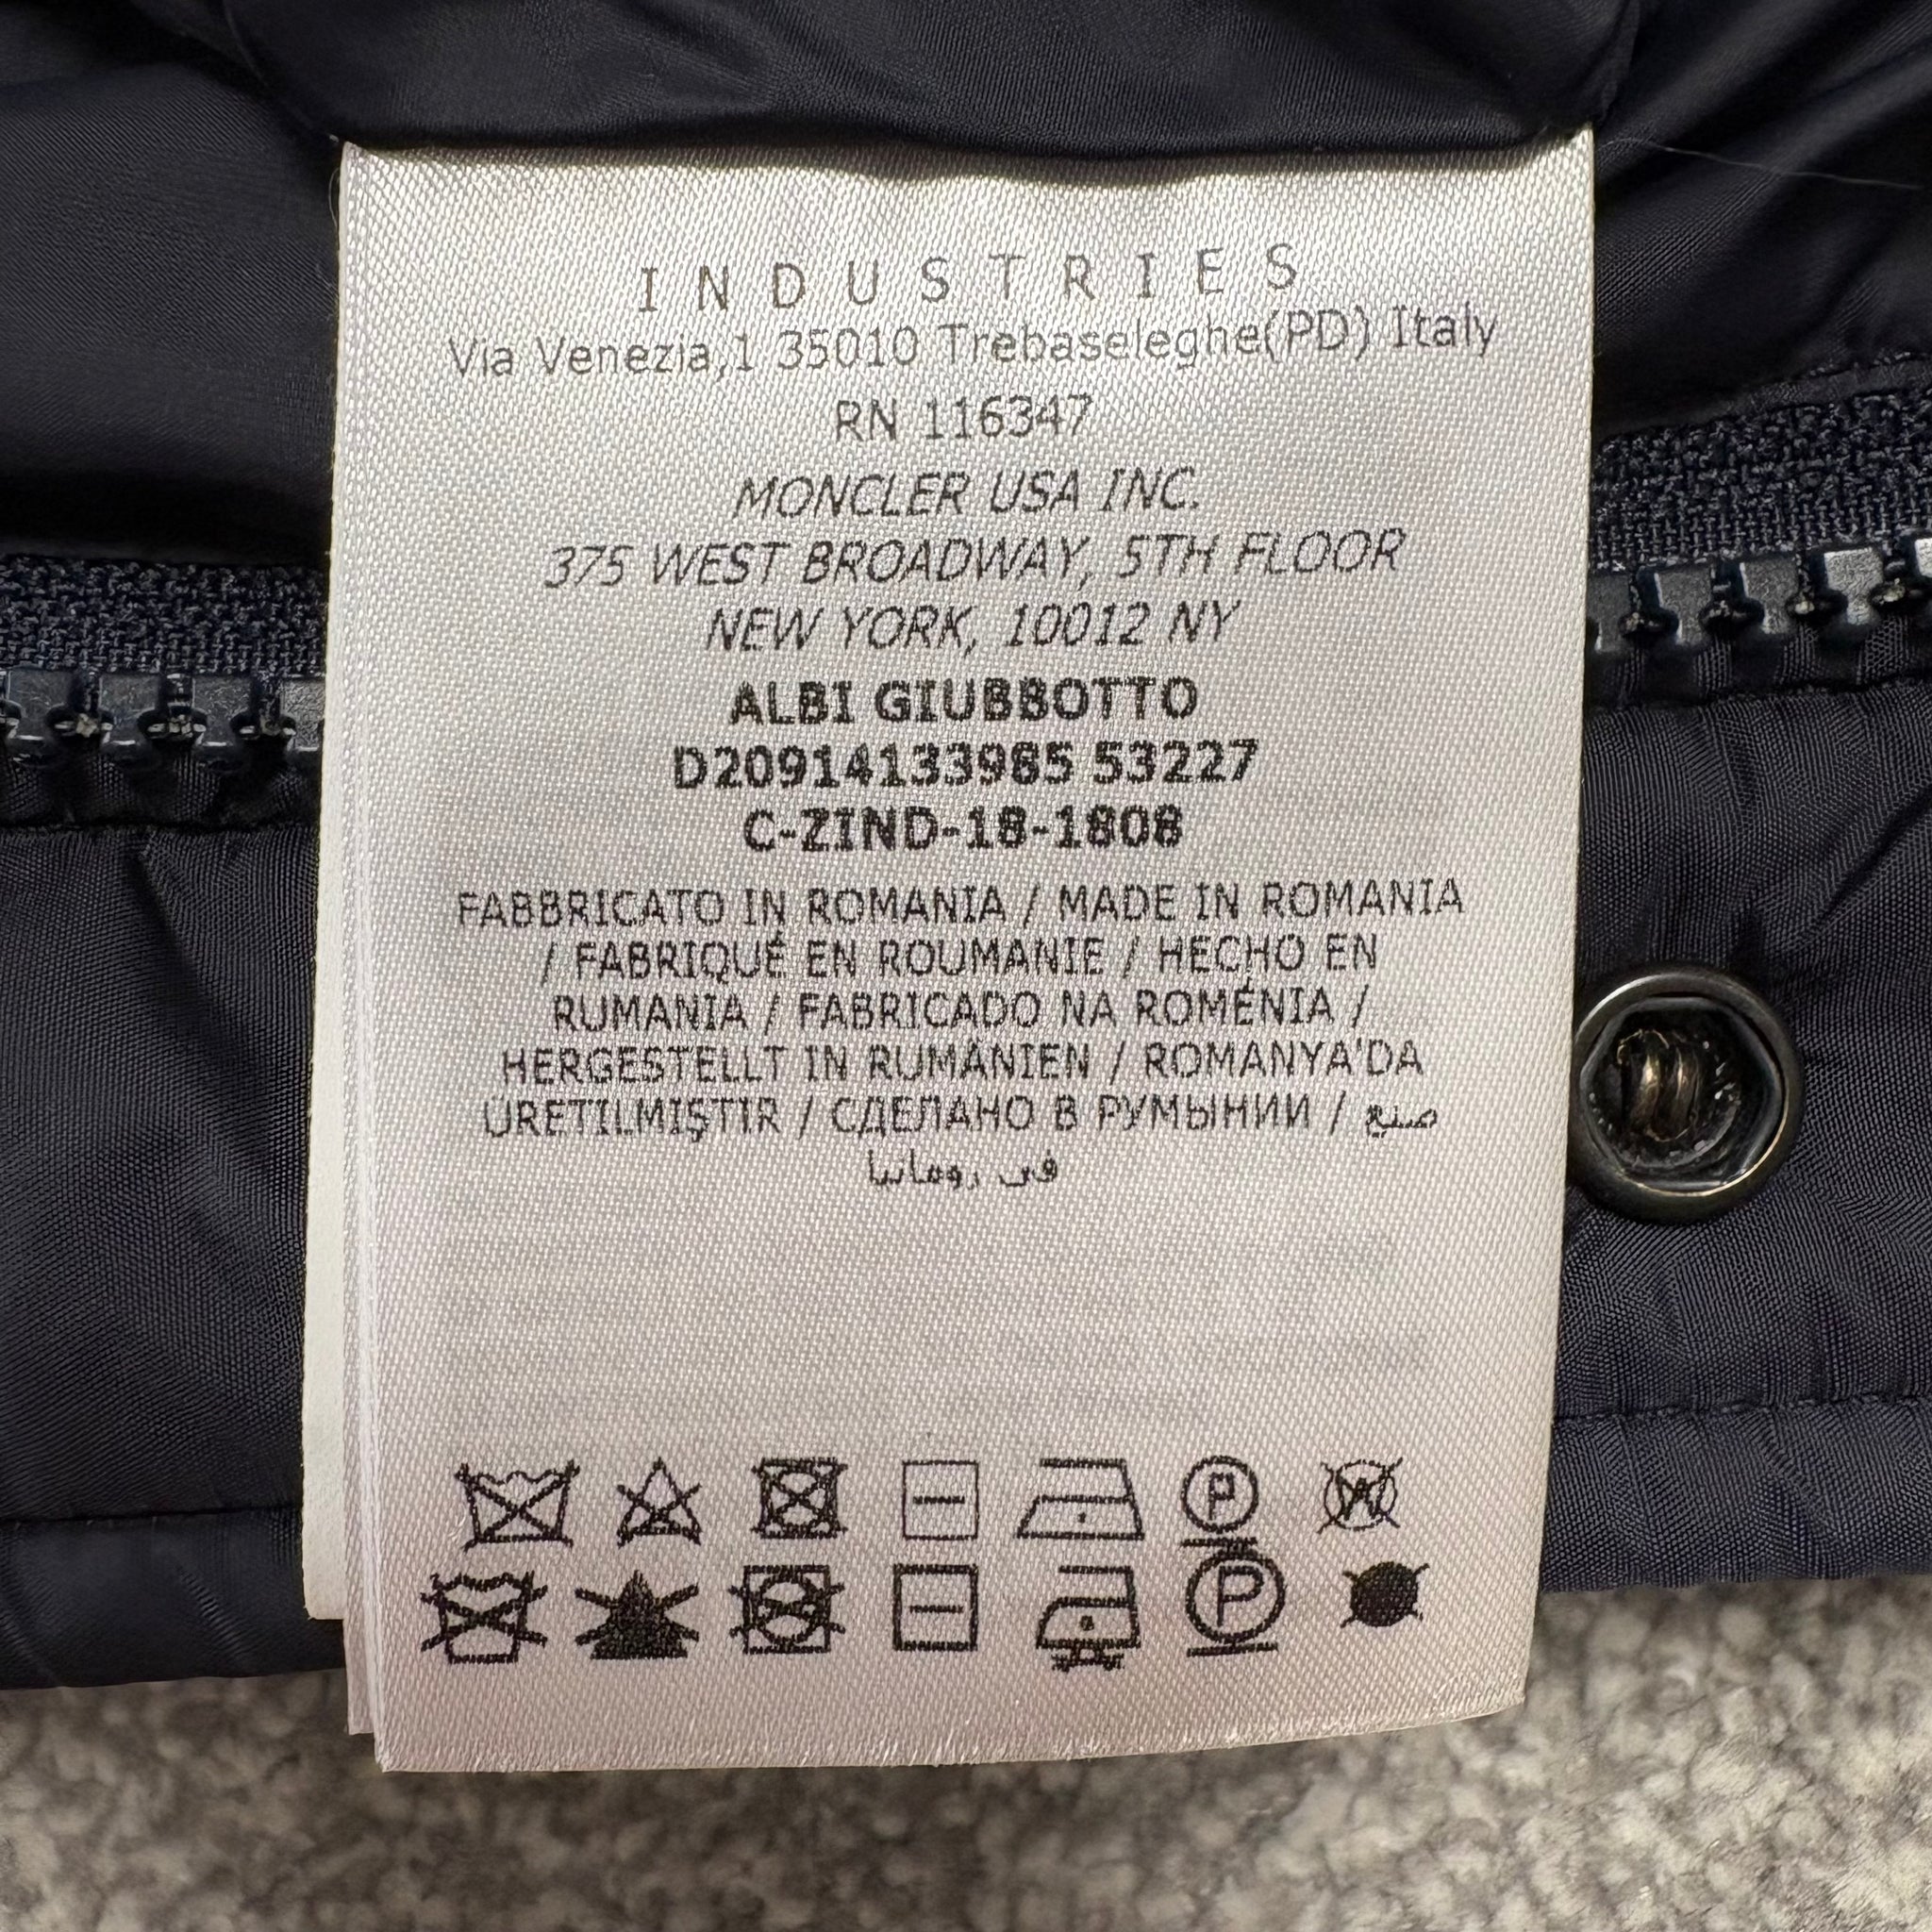 INDUSTRIES
Via Venezia,1 35010 Trebaseleghe(PD) Italy
RN 116347
MONCLER USA INC.
375 WEST BROADWAY, 5TH FLOOR
NEW YORK, 10012 NY
ALBI GIUBBOTTO
D20914133985 53227
C-ZIND-18-1808
FABBRICATO IN ROMANIA / MADE IN ROMANIA
/ FABRIQUÉ EN ROUMANIE / HECHO EN
RUMANIA / FABRICADO NA ROMÉNIA /
HERGESTELLT IN RUMÄNIEN / ROMANYA'DA
ÜRETILMIŞTIR / СДЕЛАНО В РУМЫНИИ / صنع
في رومانيا
P W
P